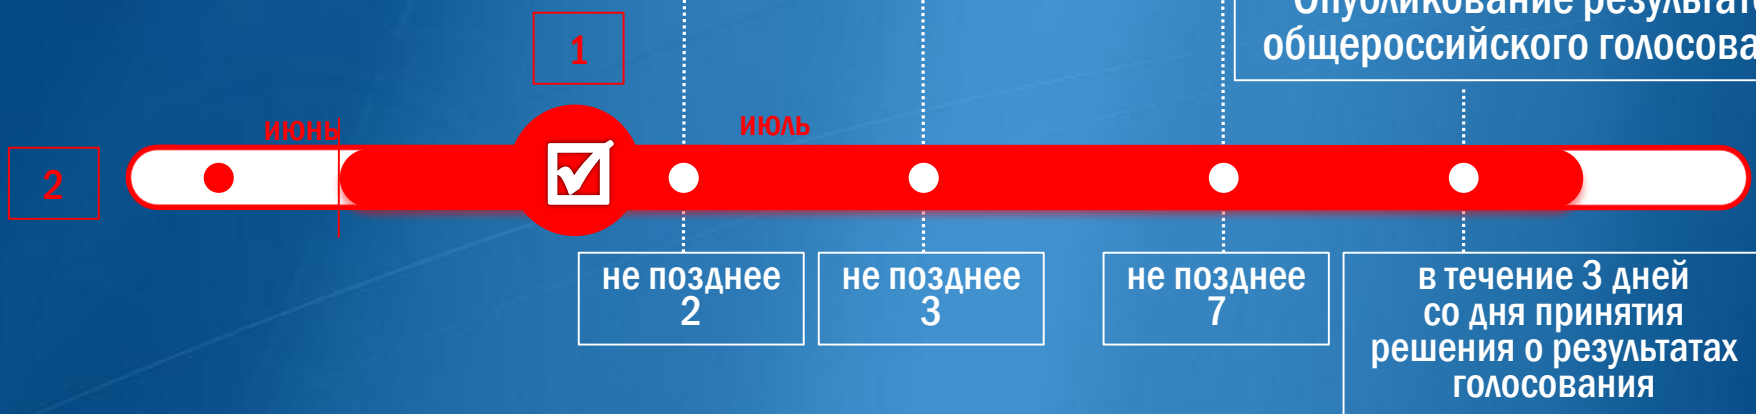 общероссийского
1
июнь
июль
2
не позднее
2
не позднее
3
не позднее
7
в течение 3 дней
со дня принятия
решения о результатах
голосования